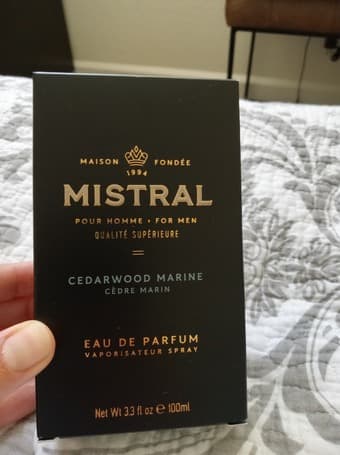 MAISON FONDÉE
1994
MISTRAL
POUR HOMME • FOR MEN
QUALITÉ SUPÉRIEURE
CEDARWOOD MARINE
CÈDRE MARIN
EAU DE PARFUM
VAPORISATEUR SPRAY
Net Wt 3.3 fl oz ℮ 100ml